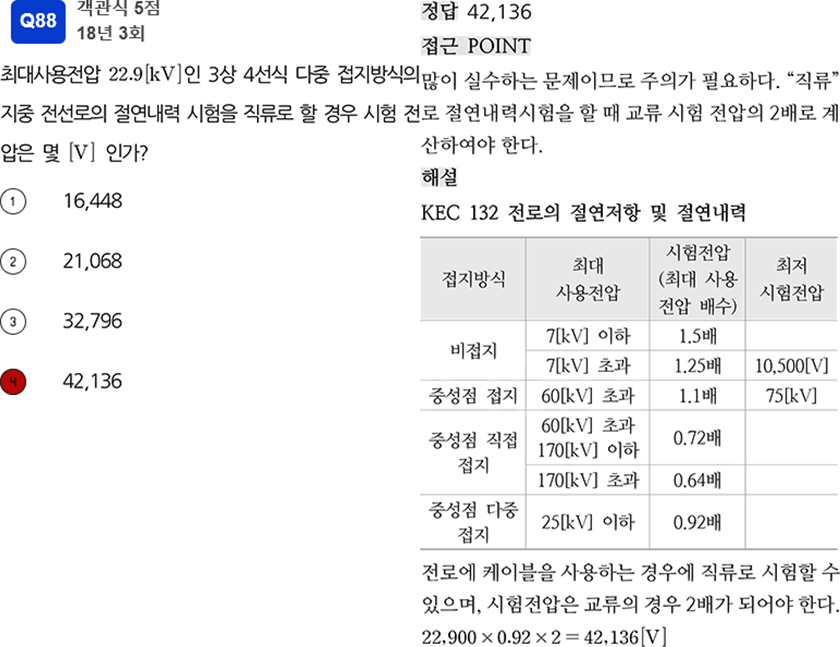 Q88
객관식 5점
18년 3회
최대사용전압 22.9[kV]인 3상 4선식 다중 접지방식의
지중 전선로의 절연내력 시험을 직류로 할 경우 시험 전
압은 몇 [V] 인가?
1 16,448
2 21,068
3 32,796
4 42,136
정답 42,136
접근 POINT
많이 실수하는 문제이므로 주의가 필요하다. “직류”
로 절연내력시험을 할 때 교류 시험 전압의 2배로 계
산하여야 한다.
해설
KEC 132 전로의 절연저항 및 절연내력
접지방식 최대 사용전압 시험전압 (최대 사용 전압 배수) 최저 시험전압
비접지 7[kV] 이하 1.5배
7[kV] 초과 1.25배 10,500[V]
중성점 접지 60[kV] 초과 1.1배 75[kV]
중성점 직접 접지 60[kV] 초과 170[kV] 이하 0.72배
170[kV] 초과 0.64배
중성점 다중 접지 25[kV] 이하 0.92배
전로에 케이블을 사용하는 경우에 직류로 시험할 수
있으며, 시험전압은 교류의 경우 2배가 되어야 한다.
22,900×0.92×2=42,136[V]